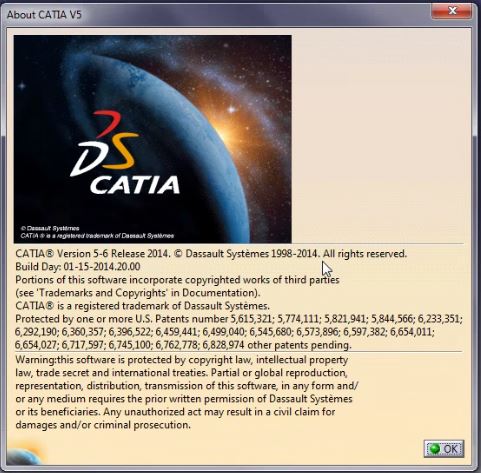 About CATIA V5
DS
CATIA
© Dassault Systèmes
CATIA ® is a registered trademark of Dassault Systèmes
CATIA® Version 5-6 Release 2014. © Dassault Systèmes 1998-2014. All rights reserved.
Build Day: 01-15-2014.20.00
Portions of this software incorporate copyrighted works of third parties
(see 'Trademarks and Copyrights' in Documentation).
CATIA® is a registered trademark of Dassault Systèmes.
Protected by one or more U.S. Patents number 5,615,321; 5,774,111; 5,821,941; 5,844,566; 6,233,351;
6,292,190; 6,360,357; 6,396,522; 6,459,441; 6,499,040; 6,545,680; 6,573,896; 6,597,382; 6,654,011;
6,654,027; 6,717,597; 6,745,100; 6,762,778; 6,828,974 other patents pending.
Warning:this software is protected by copyright law, intellectual property
law, trade secret and international treaties. Partial or global reproduction,
representation, distribution, transmission of this software, in any form and/
or any medium requires the prior written permission of Dassault Systèmes
or its beneficiaries. Any unauthorized act may result in a civil claim for
damages and/or criminal prosecution.
OK